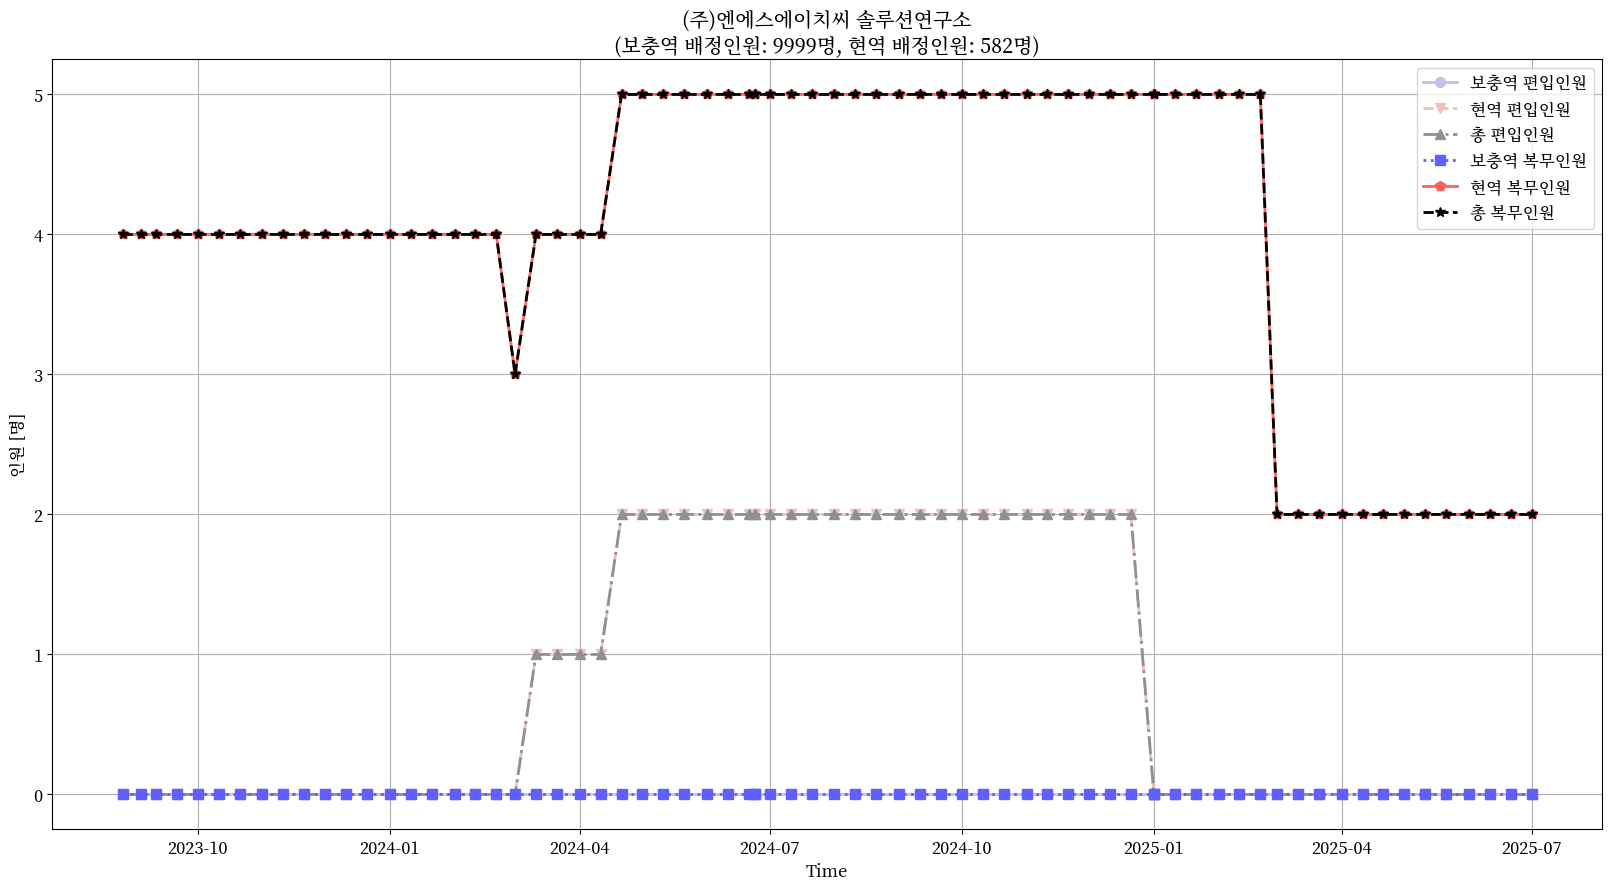 (주)엔에스에이치씨 솔루션연구소
(보충역 배정인원: 9999명, 현역 배정인원: 582명)
보충역 편입인원
현역 편입인원
총 편입인원
보충역 복무인원
현역 복무인원
총 복무인원
인원 [명]
5
4
3
2
1
0
2023-10
2024-01
2024-04
2024-07
2024-10
2025-01
2025-04
2025-07
Time